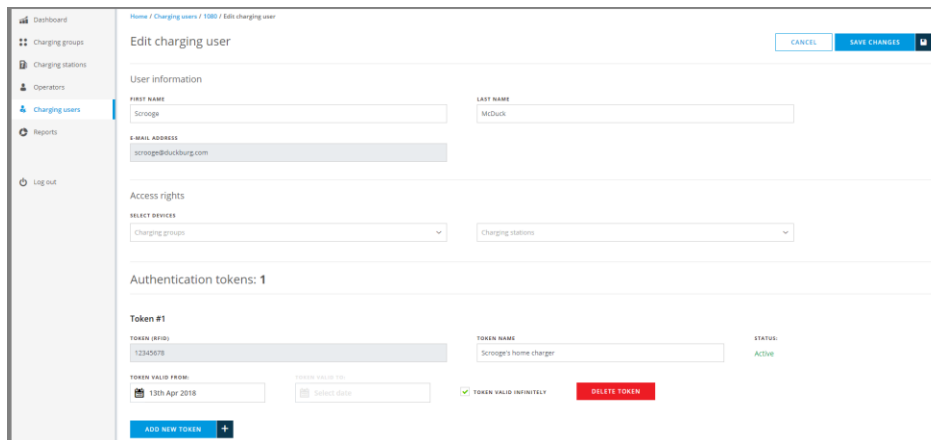 Dashboard
Charging groups
Charging stations
Operators
Charging users
Reports
Log out
Home / Charging users / 1080 / Edit charging user
Edit charging user
CANCEL
SAVE CHANGES
User information
FIRST NAME
LAST NAME
Scrooge
McDuck
E-MAIL ADDRESS
scrooge@duckburg.com
Access rights
SELECT DEVICES
Charging groups
Charging stations
Authentication tokens: 1
Token #1
TOKEN (RFID)
TOKEN NAME
STATUS:
12345678
Scrooge's home charger
Active
TOKEN VALID FROM:
TOKEN VALID TO:
13th Apr 2018
Select date
TOKEN VALID INFINITELY
DELETE TOKEN
ADD NEW TOKEN +